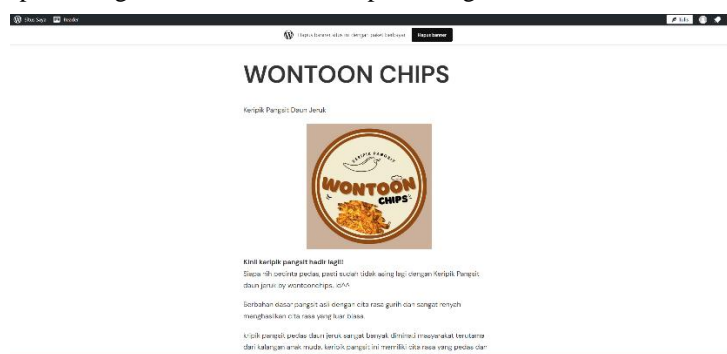 Situs Saya Reader
Hapus banner
WONTOON CHIPS
Keripik Pangsit Daun Jeruk
KERIPIK PANGSIT
WONTOON
CHIPS
Kini! keripik pangsit hadir lagi!!
Siapa nih pecinta pedas, pasti sudah tidak asing lagi dengan Keripik Pangsit
daun jeruk by wontoonchips. lo^^
Berbahan dasar pangsit asli dengan cita rasa gurih dan sangat renyah
menghasilkan cita rasa yang luar biasa.
kripik pangsit pedas daun jeruk sangat banyak diminati masyarakat terutama
dari kalangan anak muda. keripik pangsit ini memiliki cita rasa yang pedas dan